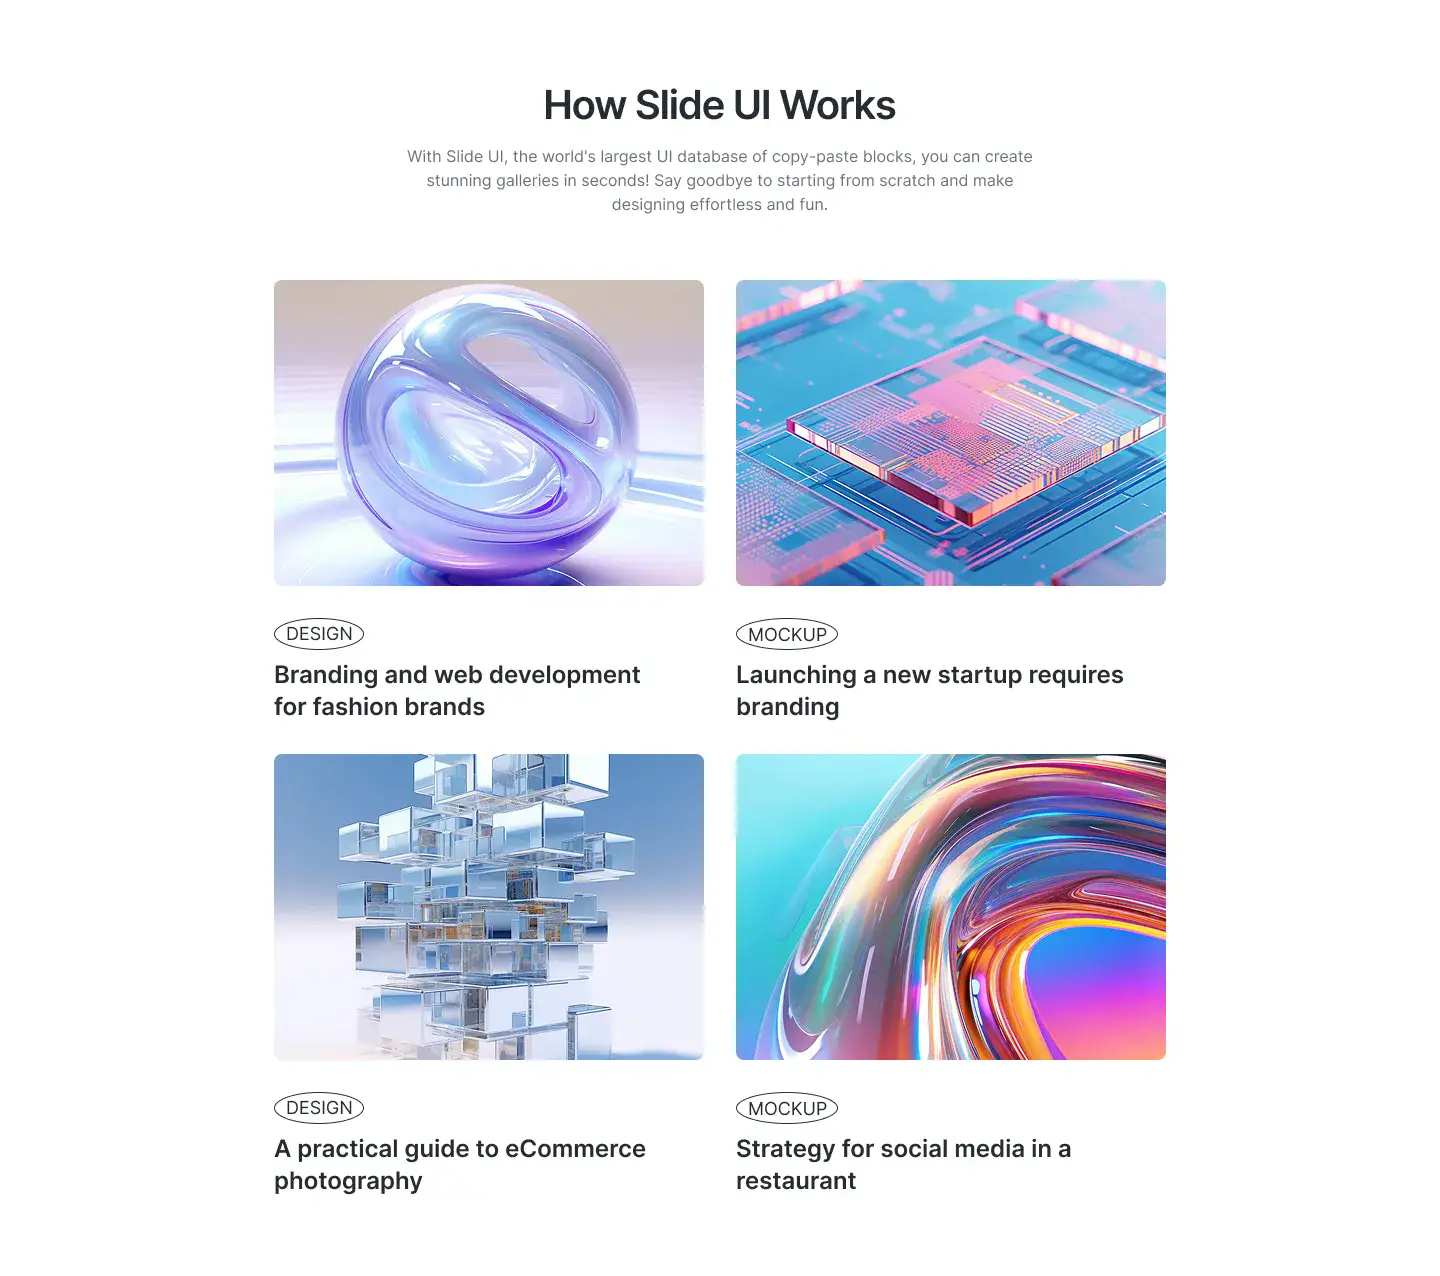 How Slide UI Works
With Slide UI, the world's largest UI database of copy-paste blocks, you can create
stunning galleries in seconds! Say goodbye to starting from scratch and make
designing effortless and fun.
DESIGN
Branding and web development
for fashion brands
MOCKUP
Launching a new startup requires
branding
DESIGN
A practical guide to eCommerce
photography
MOCKUP
Strategy for social media in a
restaurant